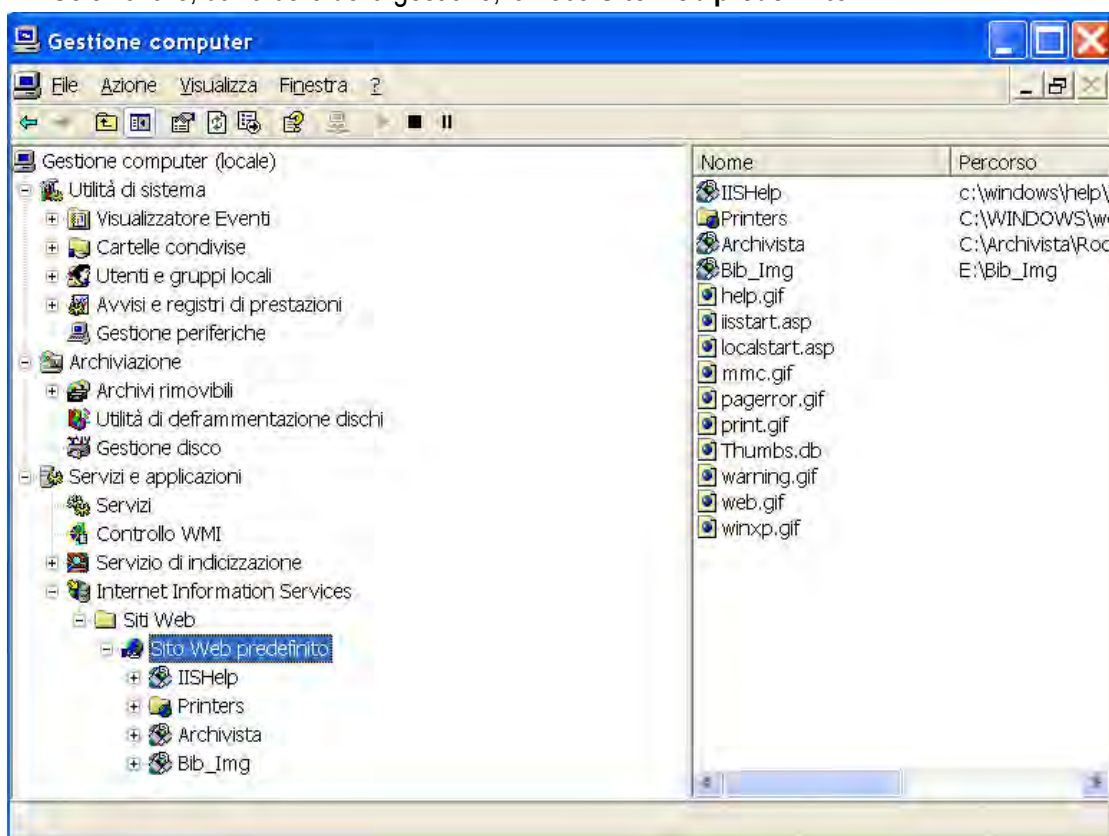 Gestione computer
File Azione Visualizza Finestra ?
Gestione computer (locale)
Utilità di sistema
Visualizzatore Eventi
Cartelle condivise
Utenti e gruppi locali
Avvisi e registri di prestazioni
Gestione periferiche
Archiviazione
Archivi rimovibili
Utilità di deframmentazione dischi
Gestione disco
Servizi e applicazioni
Servizi
Controllo WMI
Servizio di indicizzazione
Internet Information Services
Siti Web
Sito Web predefinito
IISHelp
Printers
Archivista
Bib_Img
Nome Percorso
IISHelp c:\windows\help\
Printers C:\WINDOWS\we
Archivista C:\Archivista\Roo
Bib_Img E:\Bib_Img
help.gif
iisstart.asp
localstart.asp
mmc.gif
pagerror.gif
print.gif
Thumbs.db
warning.gif
web.gif
winxp.gif